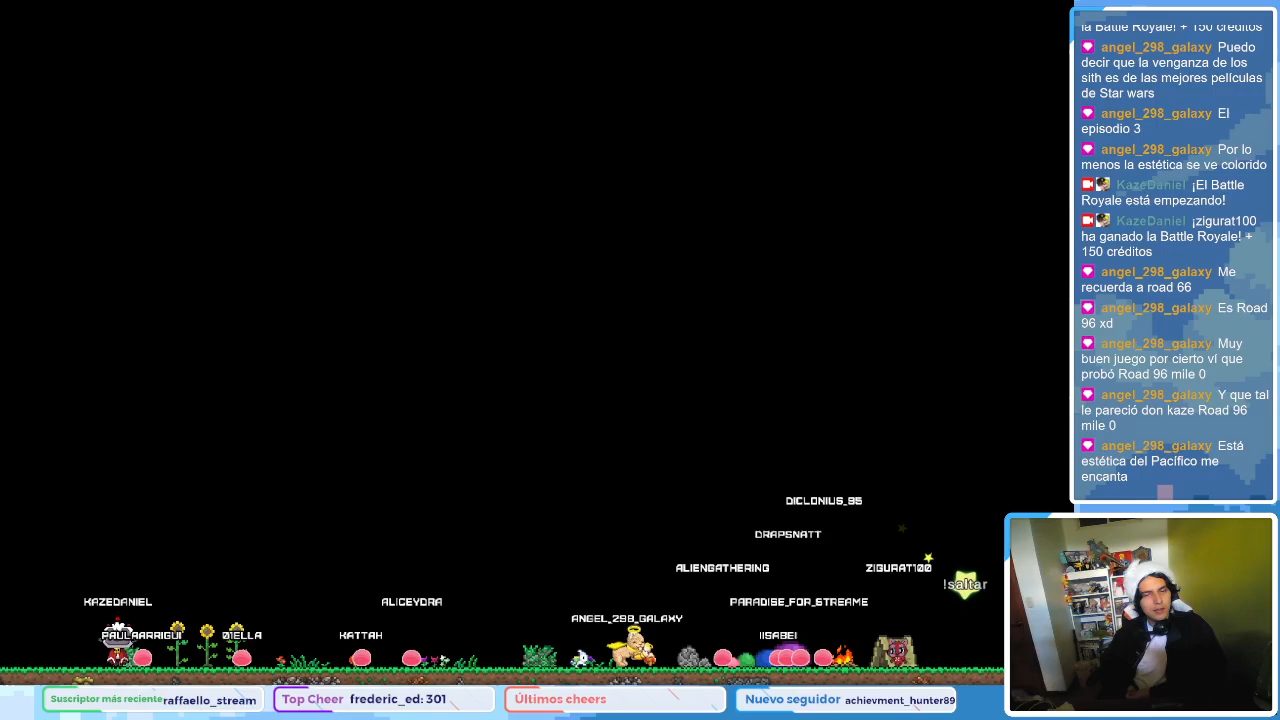 la Battle Royale! + 150 créditos
angel_298_galaxy Puedo
decir que la venganza de los
sith es de las mejores películas
de Star wars
angel_298_galaxy El
episodio 3
angel_298_galaxy Por lo
menos la estética se ve colorido
KazeDaniel ¡El Battle
Royale está empezando!
KazeDaniel ¡zigurat100
ha ganado la Battle Royale! +
150 créditos
angel_298_galaxy Me
recuerda a road 66
angel_298_galaxy Es Road
96 xd
angel_298_galaxy Muy
buen juego por cierto ví que
probó Road 96 mile 0
angel_298_galaxy Y que tal
le pareció don kaze Road 96
mile 0
angel_298_galaxy Está
estética del Pacífico me
encanta
DICLONIUS_95
DRAPSNATT
ALIENGATHERING
ZIGURAT100
!saltar
KAZEDANIEL
ALICEYDRA
PARADISE_FOR_STREAME
ANGEL_298_GALAXY
KATTAH
IISABEI
Suscriptor más reciente raffaello_stream
Top Cheer frederic_ed: 301
Últimos cheers
Nuevo seguidor achievment_hunter89